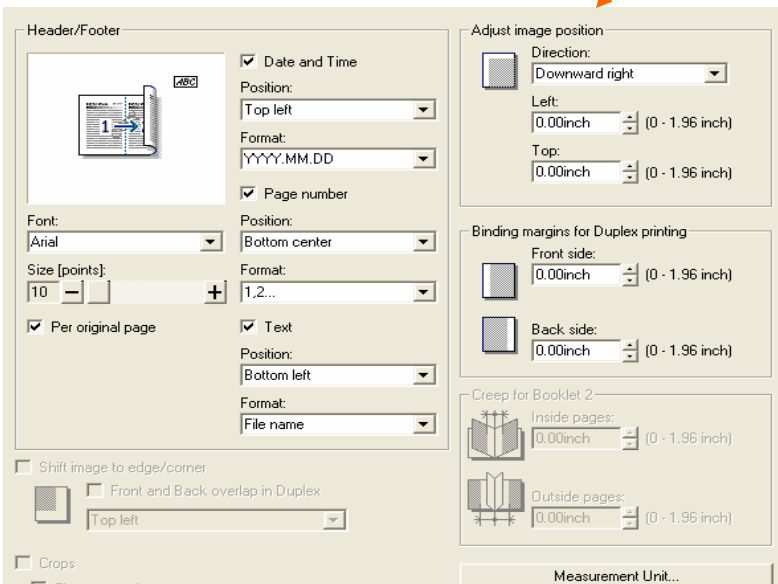 Header/Footer
ABC
1
Date and Time
Position:
Top left
Format:
YYYY.MM.DD
Page number
Font:
Arial
Position:
Bottom center
Size [points]:
10
Format:
1,2...
Per original page
Text
Position:
Bottom left
Format:
File name
Shift image to edge/corner
Front and Back overlap in Duplex
Top left
Crops
Adjust image position
Direction:
Downward right
Left:
0.00inch (0 - 1.96 inch)
Top:
0.00inch (0 - 1.96 inch)
Binding margins for Duplex printing
Front side:
0.00inch (0 - 1.96 inch)
Back side:
0.00inch (0 - 1.96 inch)
Creep for Booklet 2
Inside pages:
0.00inch (0 - 1.96 inch)
Outside pages:
0.00inch (0 - 1.96 inch)
Measurement Unit...